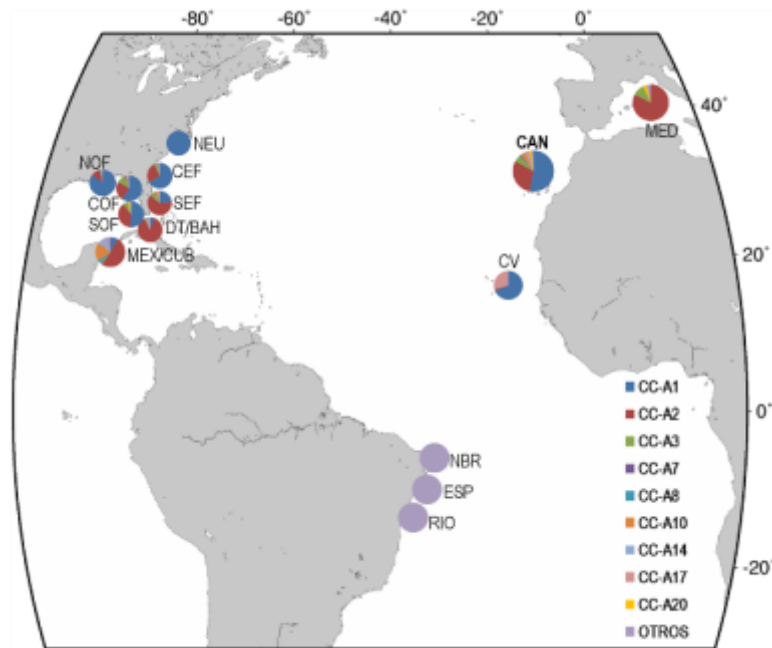 -80° -60° -40° -20° 0°
40°
MED
CAN
NEU
NOF
CEF
COF
SEF
SOF
DT/BAH
MEX/CUB
20°
CV
CC-A1
CC-A2
CC-A3
0°
CC-A7
CC-A8
NBR
CC-A10
ESP
CC-A14
RIO
CC-A17
-20°
CC-A20
OTROS